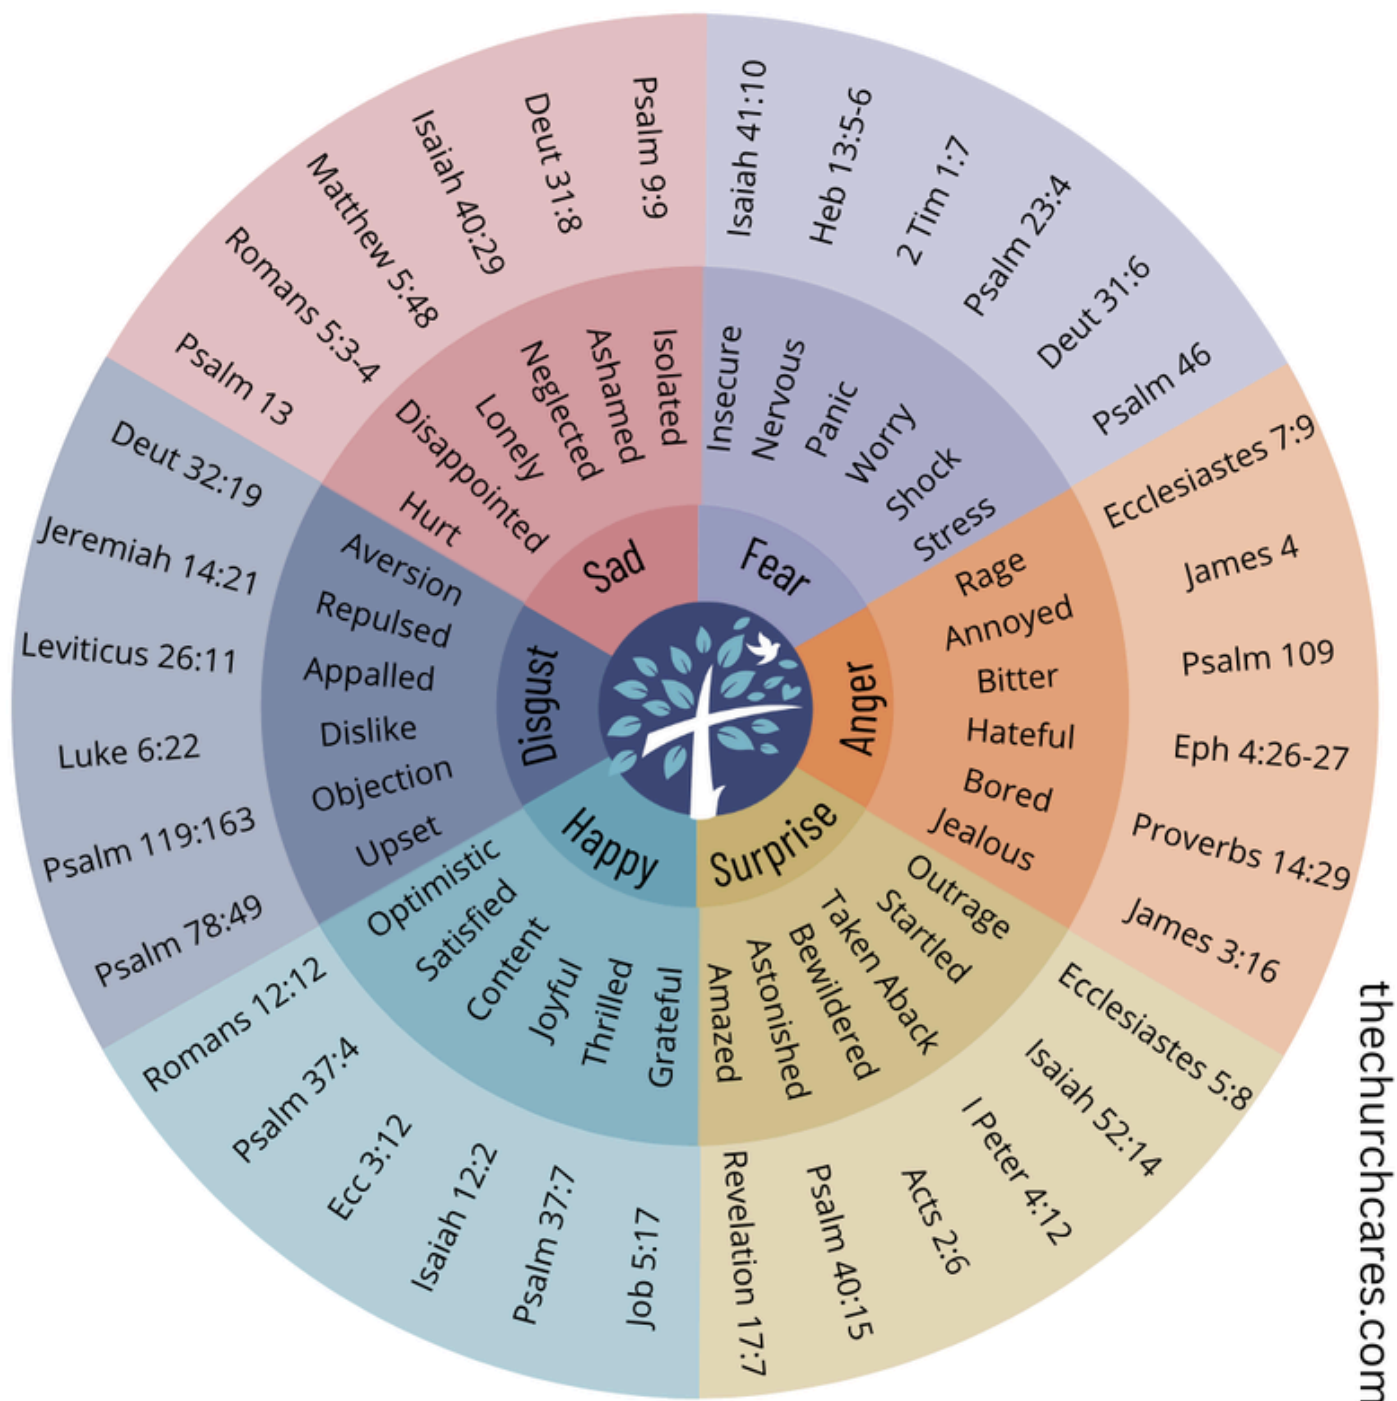 Fear
Insecure
Nervous
Panic
Worry
Shock
Stress
Isaiah 41:10
Heb 13:5-6
2 Tim 1:7
Psalm 23:4
Deut 31:6
Psalm 46
Anger
Rage
Annoyed
Bitter
Hateful
Bored
Jealous
Ecclesiastes 7:9
James 4
Psalm 109
Eph 4:26-27
Proverbs 14:29
James 3:16
Surprise
Outrage
Startled
Taken Aback
Bewildered
Astonished
Amazed
Ecclesiastes 5:8
Isaiah 52:14
I Peter 4:12
Acts 2:6
Psalm 40:15
Revelation 17:7
Happy
Grateful
Thrilled
Joyful
Content
Satisfied
Optimistic
Job 5:17
Psalm 37:7
Isaiah 12:2
Ecc 3:12
Psalm 37:4
Romans 12:12
Disgust
Upset
Objection
Dislike
Appalled
Repulsed
Aversion
Psalm 78:49
Psalm 119:163
Luke 6:22
Leviticus 26:11
Jeremiah 14:21
Deut 32:19
Sad
Hurt
Disappointed
Lonely
Neglected
Ashamed
Isolated
Psalm 13
Romans 5:3-4
Matthew 5:48
Isaiah 40:29
Deut 31:8
Psalm 9:9
thechurchcares.com